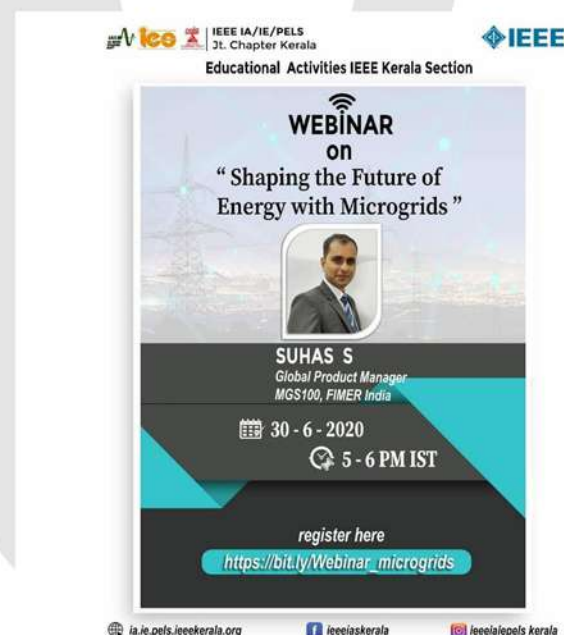 IEEE IA/IE/PELS
Jt. Chapter Kerala
IEEE
Educational Activities IEEE Kerala Section
WEBINAR
on
“ Shaping the Future of
Energy with Microgrids ”
SUHAS S
Global Product Manager
MGS100, FIMER India
30 - 6 - 2020
5 - 6 PM IST
register here
https://bit.ly/Webinar_microgrids
ia.ie.pels.ieeekerala.org
ieeeiaskerala
ieeeiaiepels kerala